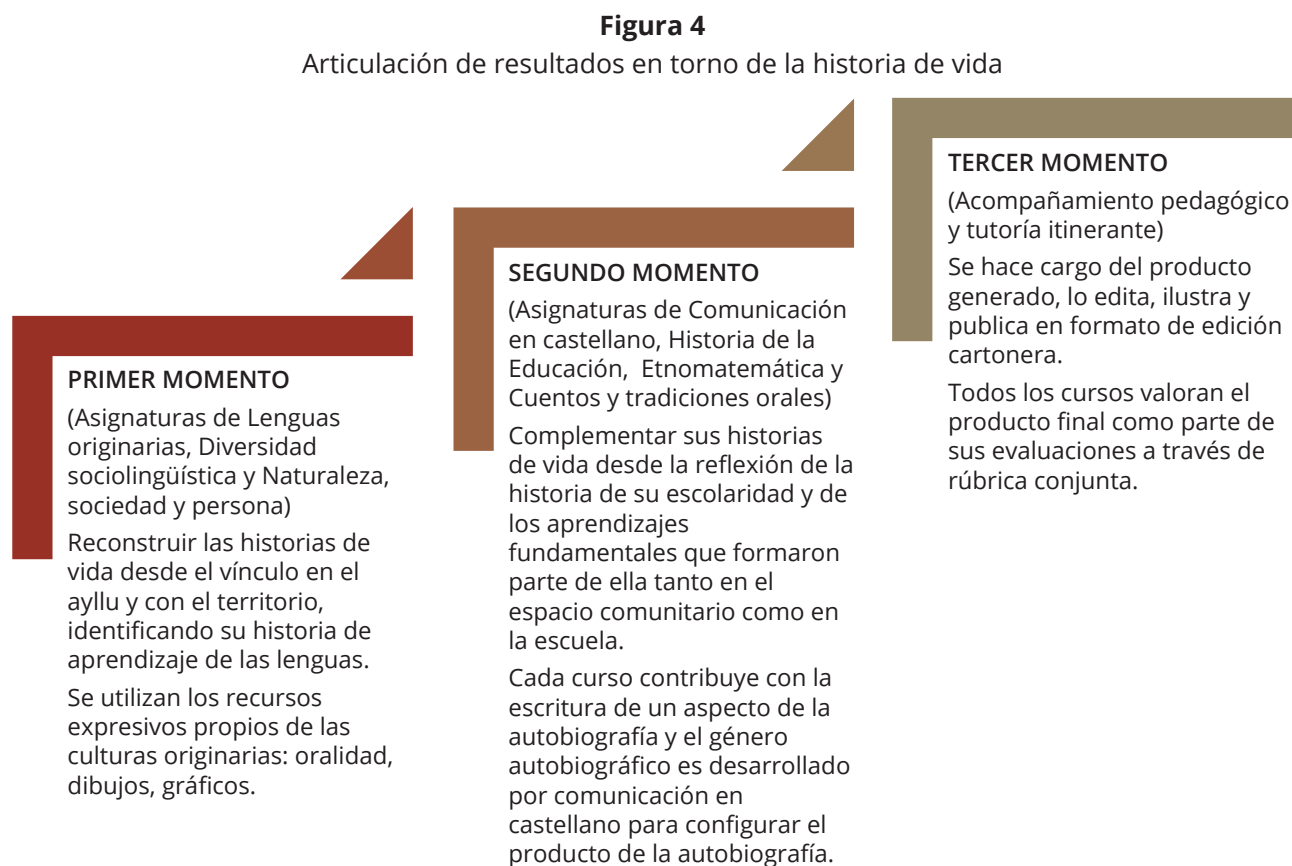 Figura 4
Articulación de resultados en torno de la historia de vida
PRIMER MOMENTO
(Asignaturas de Lenguas
originarias, Diversidad
sociolingüística y Naturaleza,
sociedad y persona)
Reconstruir las historias de
vida desde el vínculo en el
ayllu y con el territorio,
identificando su historia de
aprendizaje de las lenguas.
Se utilizan los recursos
expresivos propios de las
culturas originarias: oralidad,
dibujos, gráficos.
SEGUNDO MOMENTO
(Asignaturas de Comunicación
en castellano, Historia de la
Educación,  Etnomatemática y
Cuentos y tradiciones orales)
Complementar sus historias
de vida desde la reflexión de la
historia de su escolaridad y de
los aprendizajes
fundamentales que formaron
parte de ella tanto en el
espacio comunitario como en
la escuela.
Cada curso contribuye con la
escritura de un aspecto de la
autobiografía y el género
autobiográfico es desarrollado
por comunicación en
castellano para configurar el
producto de la autobiografía.
TERCER MOMENTO
(Acompañamiento pedagógico
y tutoría itinerante)
Se hace cargo del producto
generado, lo edita, ilustra y
publica en formato de edición
cartonera.
Todos los cursos valoran el
producto final como parte de
sus evaluaciones a través de
rúbrica conjunta.